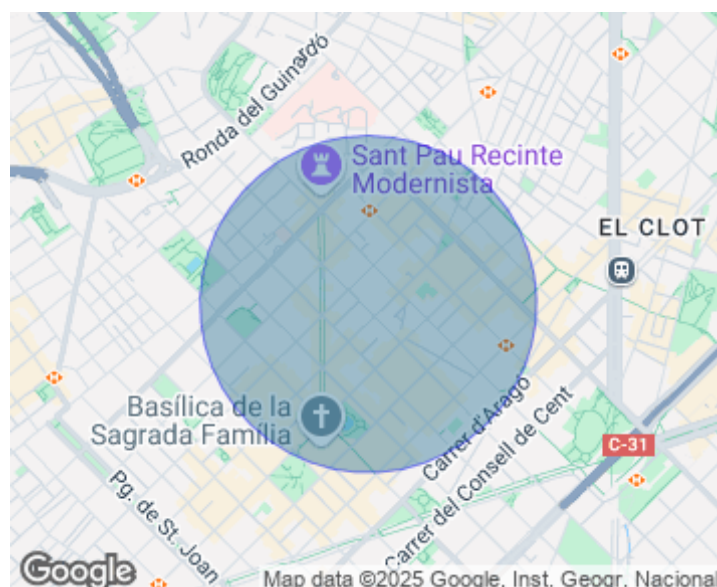 Ronda del Guinardó
Sant Pau Recinte
Modernista
EL CLOT
Basílica de la
Sagrada Família
Carrer d'Aragó
Carrer del Consell de Cent
C-31
Pg. de St. Joan
Google
Map data ©2025 Google, Inst. Geogr. Nacional